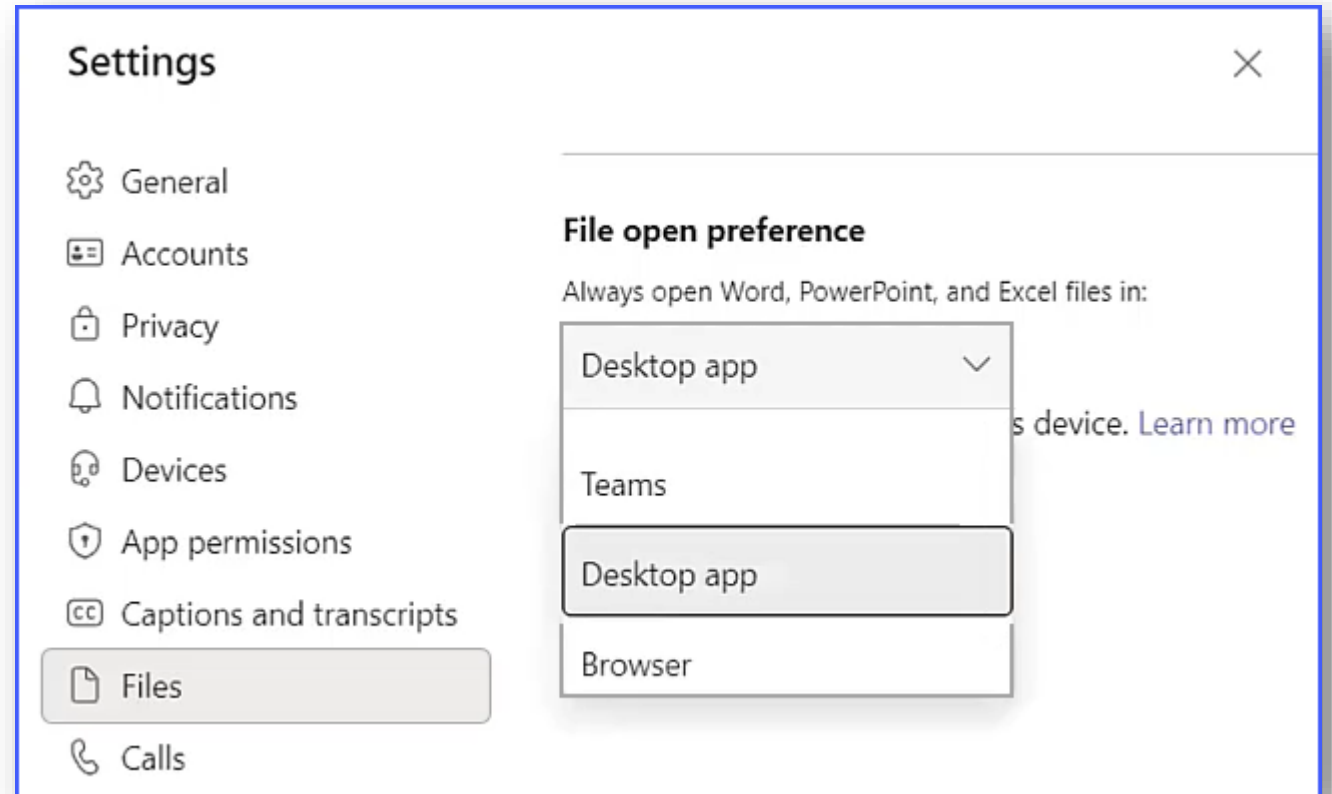 Settings
General
Accounts
Privacy
Notifications
Devices
App permissions
CC Captions and transcripts
Files
Calls
File open preference
Always open Word, PowerPoint, and Excel files in:
Desktop app
s device. Learn more
Teams
Desktop app
Browser